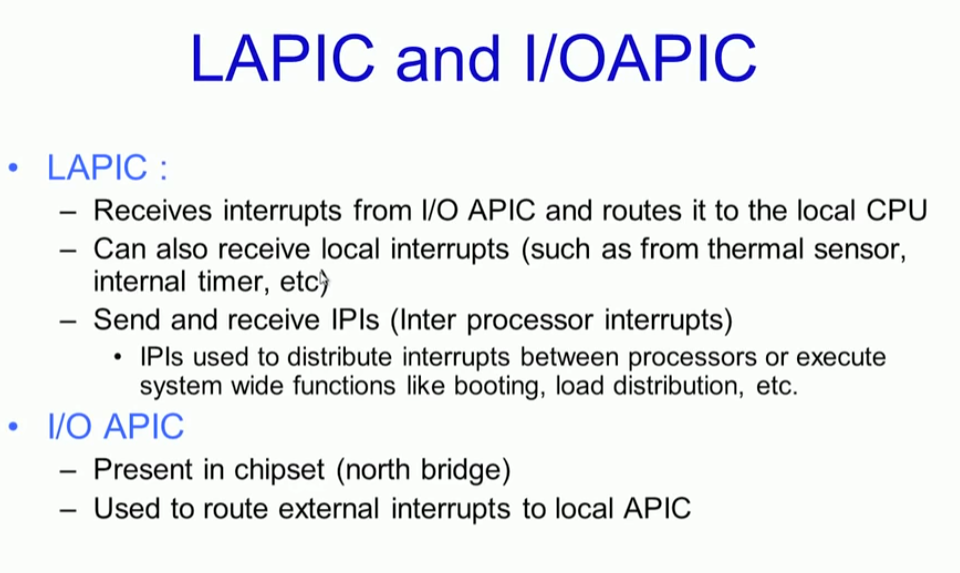 LAPIC and I/OAPIC
• LAPIC :
– Receives interrupts from I/O APIC and routes it to the local CPU
– Can also receive local interrupts (such as from thermal sensor,
internal timer, etc)
– Send and receive IPIs (Inter processor interrupts)
• IPIs used to distribute interrupts between processors or execute
system wide functions like booting, load distribution, etc.
• I/O APIC
– Present in chipset (north bridge)
– Used to route external interrupts to local APIC